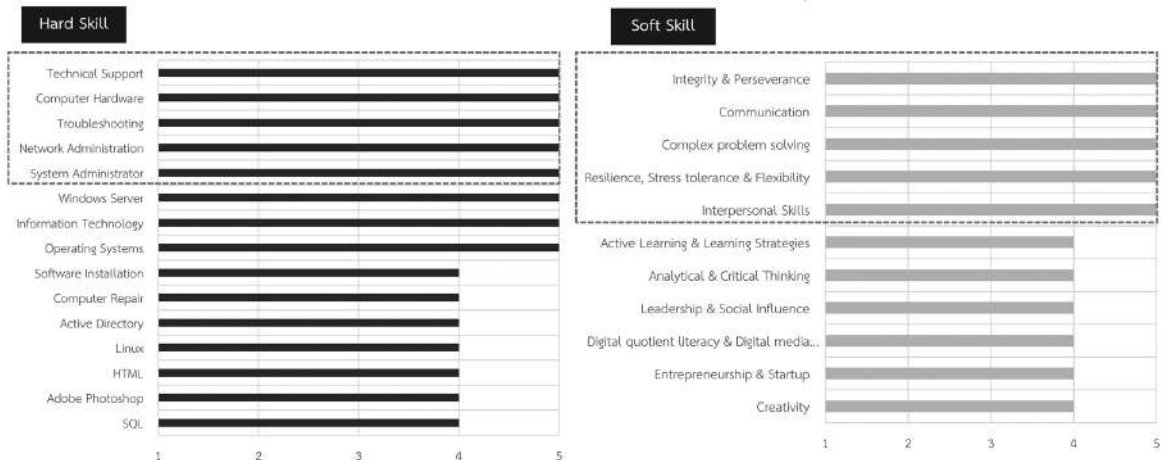 Hard Skill
Technical Support
Computer Hardware
Troubleshooting
Network Administration
System Administrator
Windows Server
Information Technology
Operating Systems
Software Installation
Computer Repair
Active Directory
Linux
HTML
Adobe Photoshop
SQL
1 2 3 4 5
Soft Skill
Integrity & Perseverance
Communication
Complex problem solving
Resilience, Stress tolerance & Flexibility
Interpersonal Skills
Active Learning & Learning Strategies
Analytical & Critical Thinking
Leadership & Social Influence
Digital quotient literacy & Digital media...
Entrepreneurship & Startup
Creativity
1 2 3 4 5